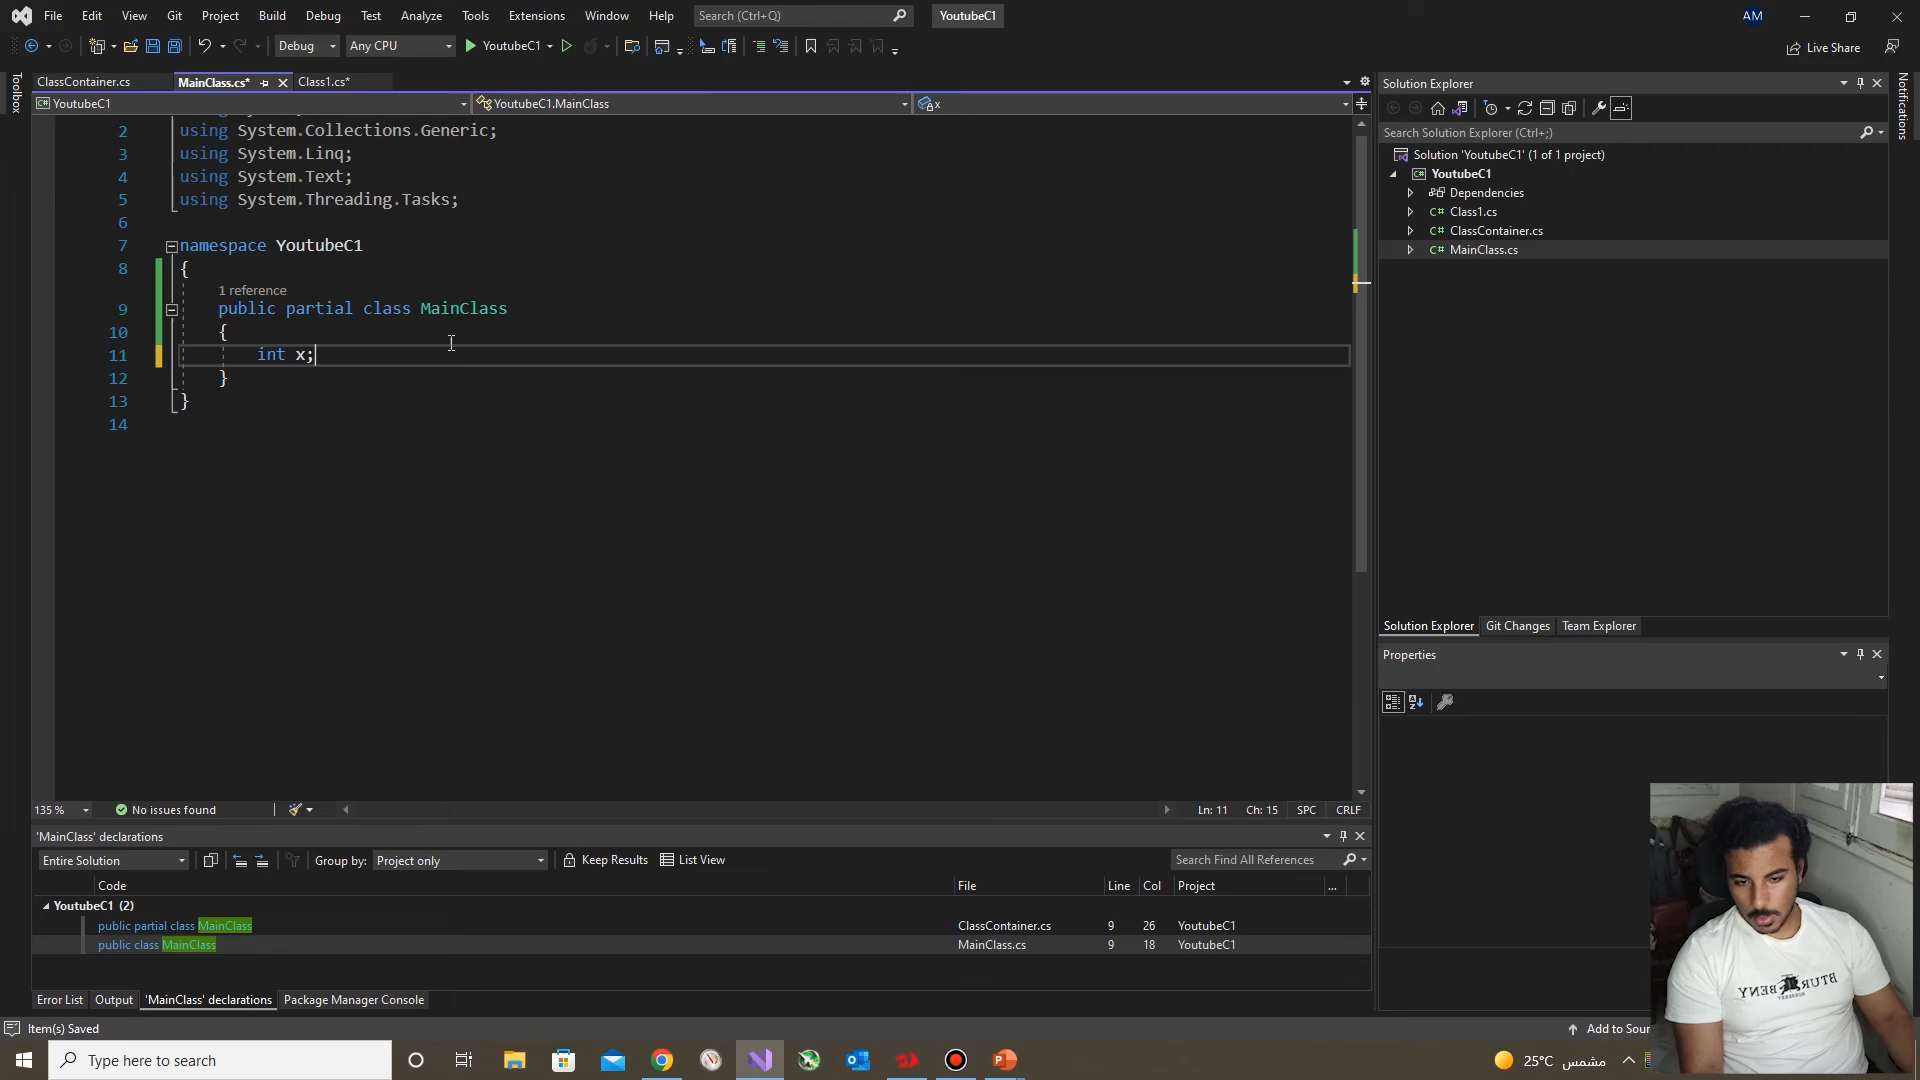 File Edit View Git Project Build Debug Test Analyze Tools Extensions Window Help Search (Ctrl+Q) YoutubeC1 AM
Debug Any CPU YoutubeC1 Live Share
Toolbox
ClassContainer.cs MainClass.cs* Class1.cs*
YoutubeC1 YoutubeC1.MainClass x
2 using System.Collections.Generic;
3 using System.Linq;
4 using System.Text;
5 using System.Threading.Tasks;
6
7 namespace YoutubeC1
8 {
1 reference
9 public partial class MainClass
10 {
11 int x;
12 }
13 }
14
135 % No issues found Ln: 11 Ch: 15 SPC CRLF
'MainClass' declarations
Entire Solution Group by: Project only Keep Results List View Search Find All References
Code File Line Col Project ...
YoutubeC1 (2)
public partial class MainClass ClassContainer.cs 9 26 YoutubeC1
public class MainClass MainClass.cs 9 18 YoutubeC1
Error List Output 'MainClass' declarations Package Manager Console
Solution Explorer
Search Solution Explorer (Ctrl+;)
Solution 'YoutubeC1' (1 of 1 project)
YoutubeC1
Dependencies
C# Class1.cs
C# ClassContainer.cs
C# MainClass.cs
Solution Explorer Git Changes Team Explorer
Properties
Notifications
Item(s) Saved Add to Sour
Type here to search 25°C مشمس